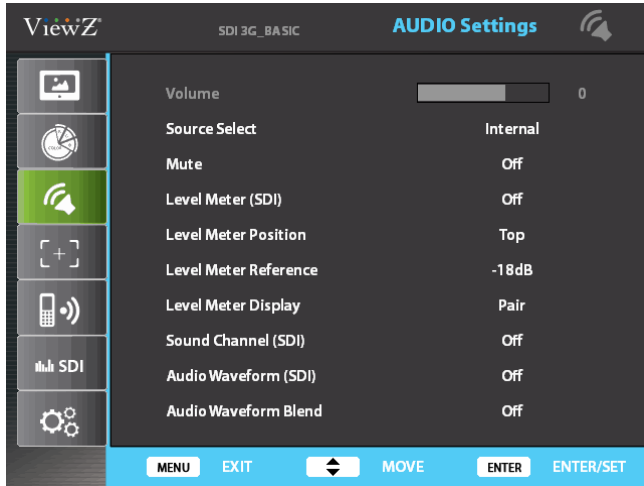 ViewZ SDI 3G_BASIC AUDIO Settings
Volume 0
Source Select Internal
COLOR
Mute Off
Level Meter (SDI) Off
Level Meter Position Top
Level Meter Reference -18dB
Level Meter Display Pair
Sound Channel (SDI) Off
SDI
Audio Waveform (SDI) Off
Audio Waveform Blend Off
MENU EXIT MOVE ENTER ENTER/SET